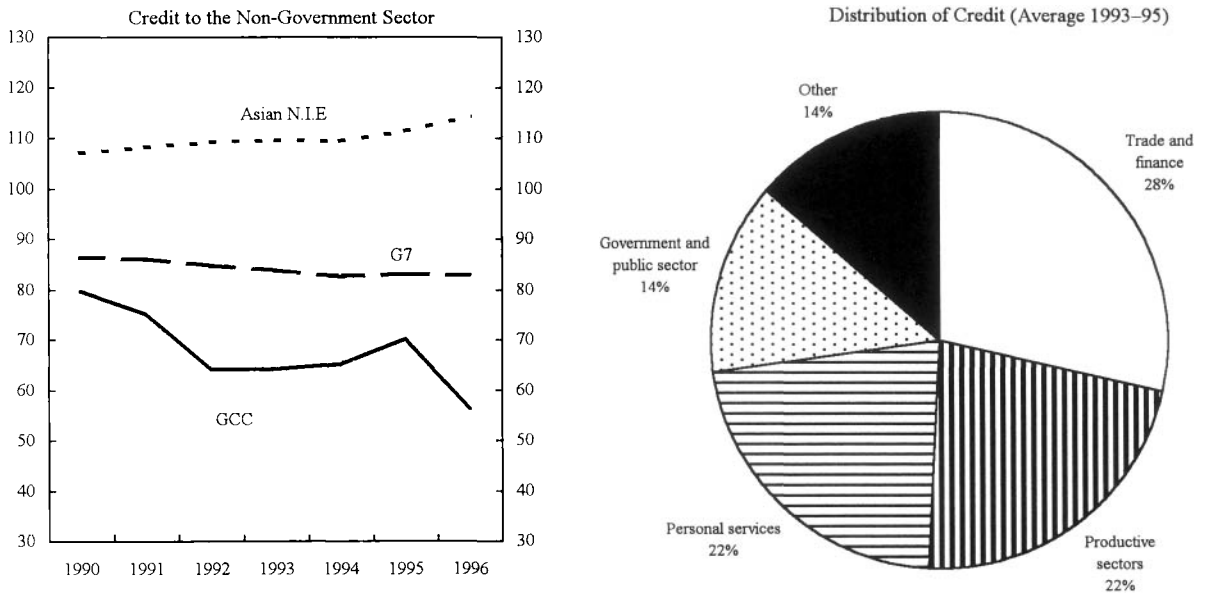 Credit to the Non-Government Sector
130
120
110
100
90
80
70
60
50
40
30
130
120
110
100
90
80
70
60
50
40
30
Asian N.I.E
G7
GCC
1990 1991 1992 1993 1994 1995 1996
Distribution of Credit (Average 1993–95)
Other
14%
Trade and
finance
28%
Government and
public sector
14%
Personal services
22%
Productive
sectors
22%